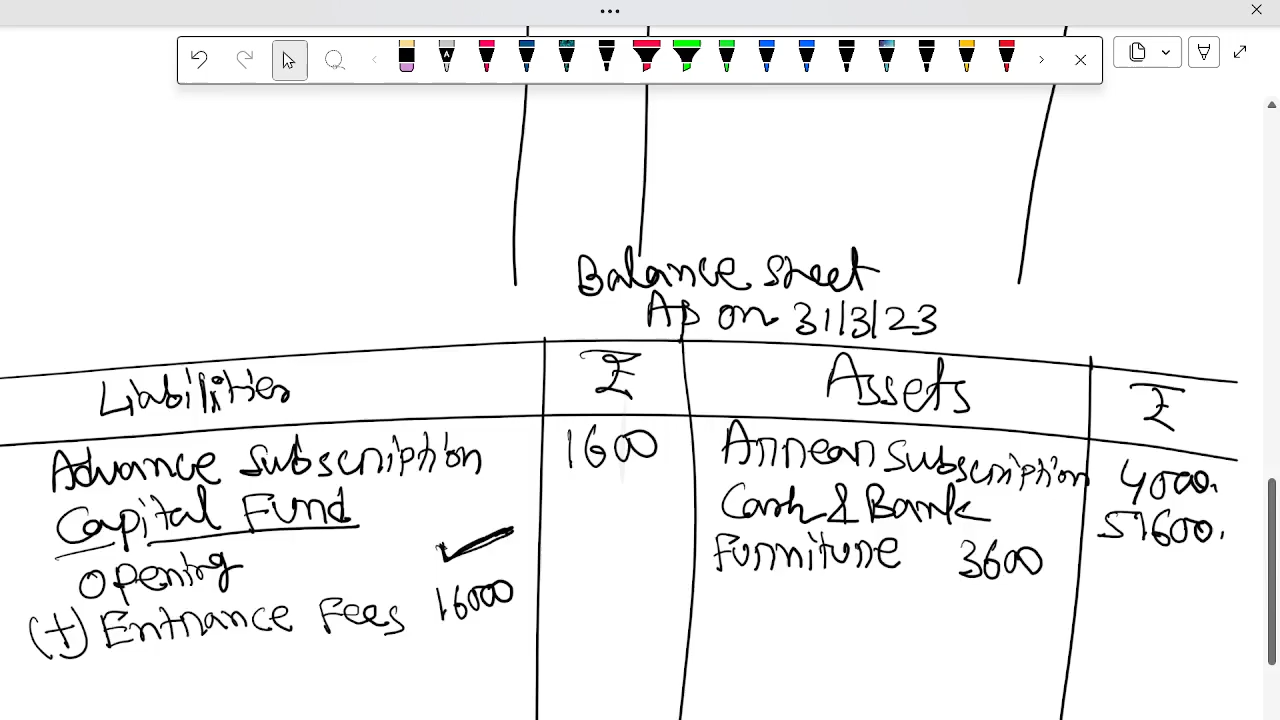 Balance sheet
As on 31/3/23
Liabilities ₹ Assets ₹
Advance Subscription 1600 Arrear Subscription 4000.
Capital Fund Cash & Bank 51600.
Opening ✓ Furniture 3600
(+) Entrance Fees 16000